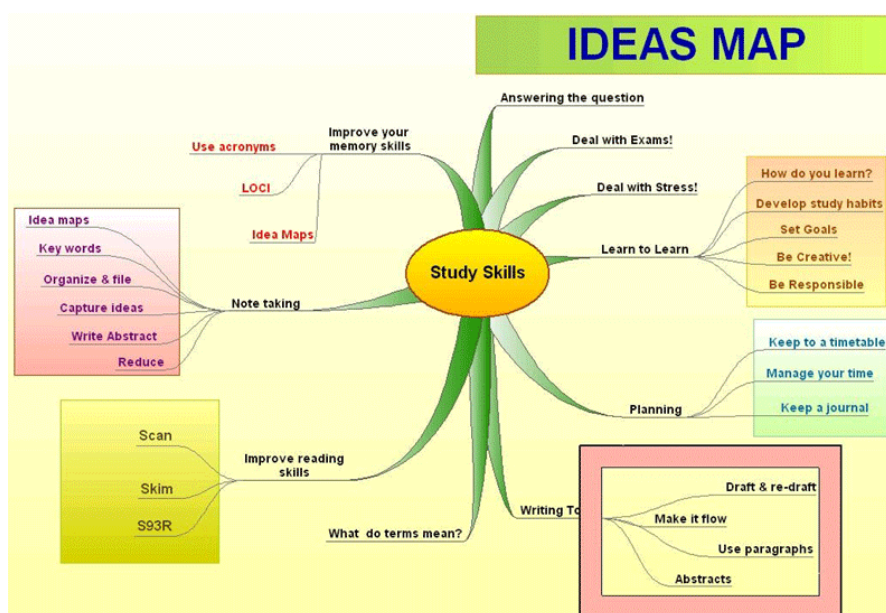 IDEAS MAP
Answering the question
Deal with Exams!
Deal with Stress!
Learn to Learn
How do you learn?
Develop study habits
Set Goals
Be Creative!
Be Responsible
Study Skills
Improve your
memory skills
Use acronyms
LOCI
Idea Maps
Note taking
Idea maps
Key words
Organize & file
Capture ideas
Write Abstract
Reduce
Planning
Keep to a timetable
Manage your time
Keep a journal
Improve reading
skills
Scan
Skim
S93R
What do terms mean?
Writing To
Draft & re-draft
Make it flow
Use paragraphs
Abstracts